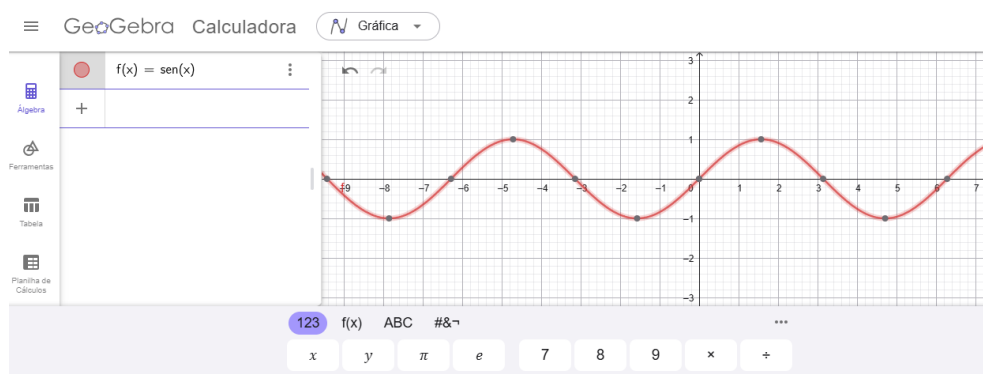 GeoGebra Calculadora Gráfica
f(x) = sen(x)
Álgebra
Ferramentas
Tabela
Planilha de
Cálculos
3
2
1
f
−9 −8 −7 −6 −5 −4 −3 −2 −1 0 1 2 3 4 5 6 7
−1
−2
−3
123 f(x) ABC #&¬
x y π e 7 8 9 × ÷